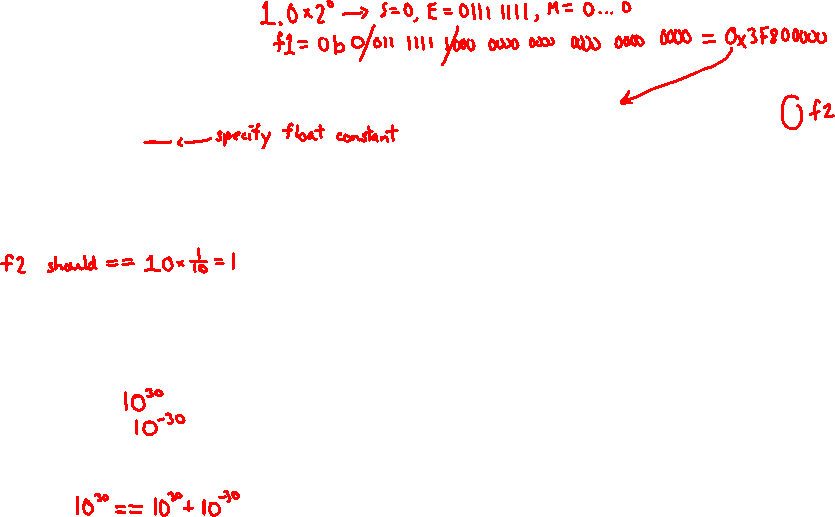 1.0×2⁰ → S=0, E = 0111 1111, M = 0...0
f1 = 0b 0/011 1111 1/000 0000 0000 0000 0000 0000 = 0x3F800000
f2
← specify float constant
f2 should == 10 × 1/10 = 1
10³⁰
10⁻³⁰
10³⁰ == 10³⁰ + 10⁻³⁰